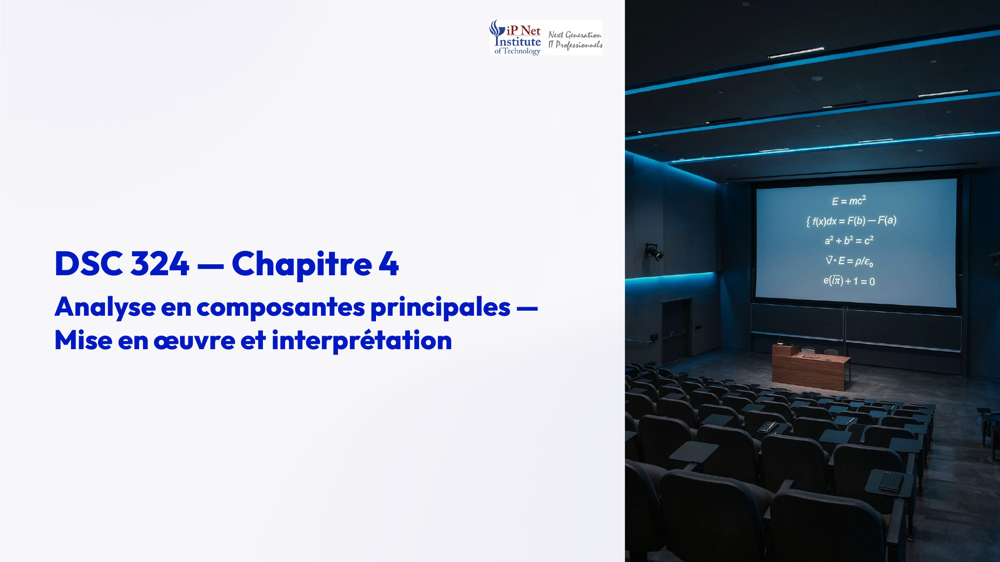 iP Net
Institute
of Technology
Next Generation
IT Professionnels
DSC 324 — Chapitre 4
Analyse en composantes principales —
Mise en œuvre et interprétation
E = mc²
{ f(x)dx = F(b) — F(a)
a² + b² = c²
∇⃗ • E = ρ/ε₀
e(iπ) + 1 = 0